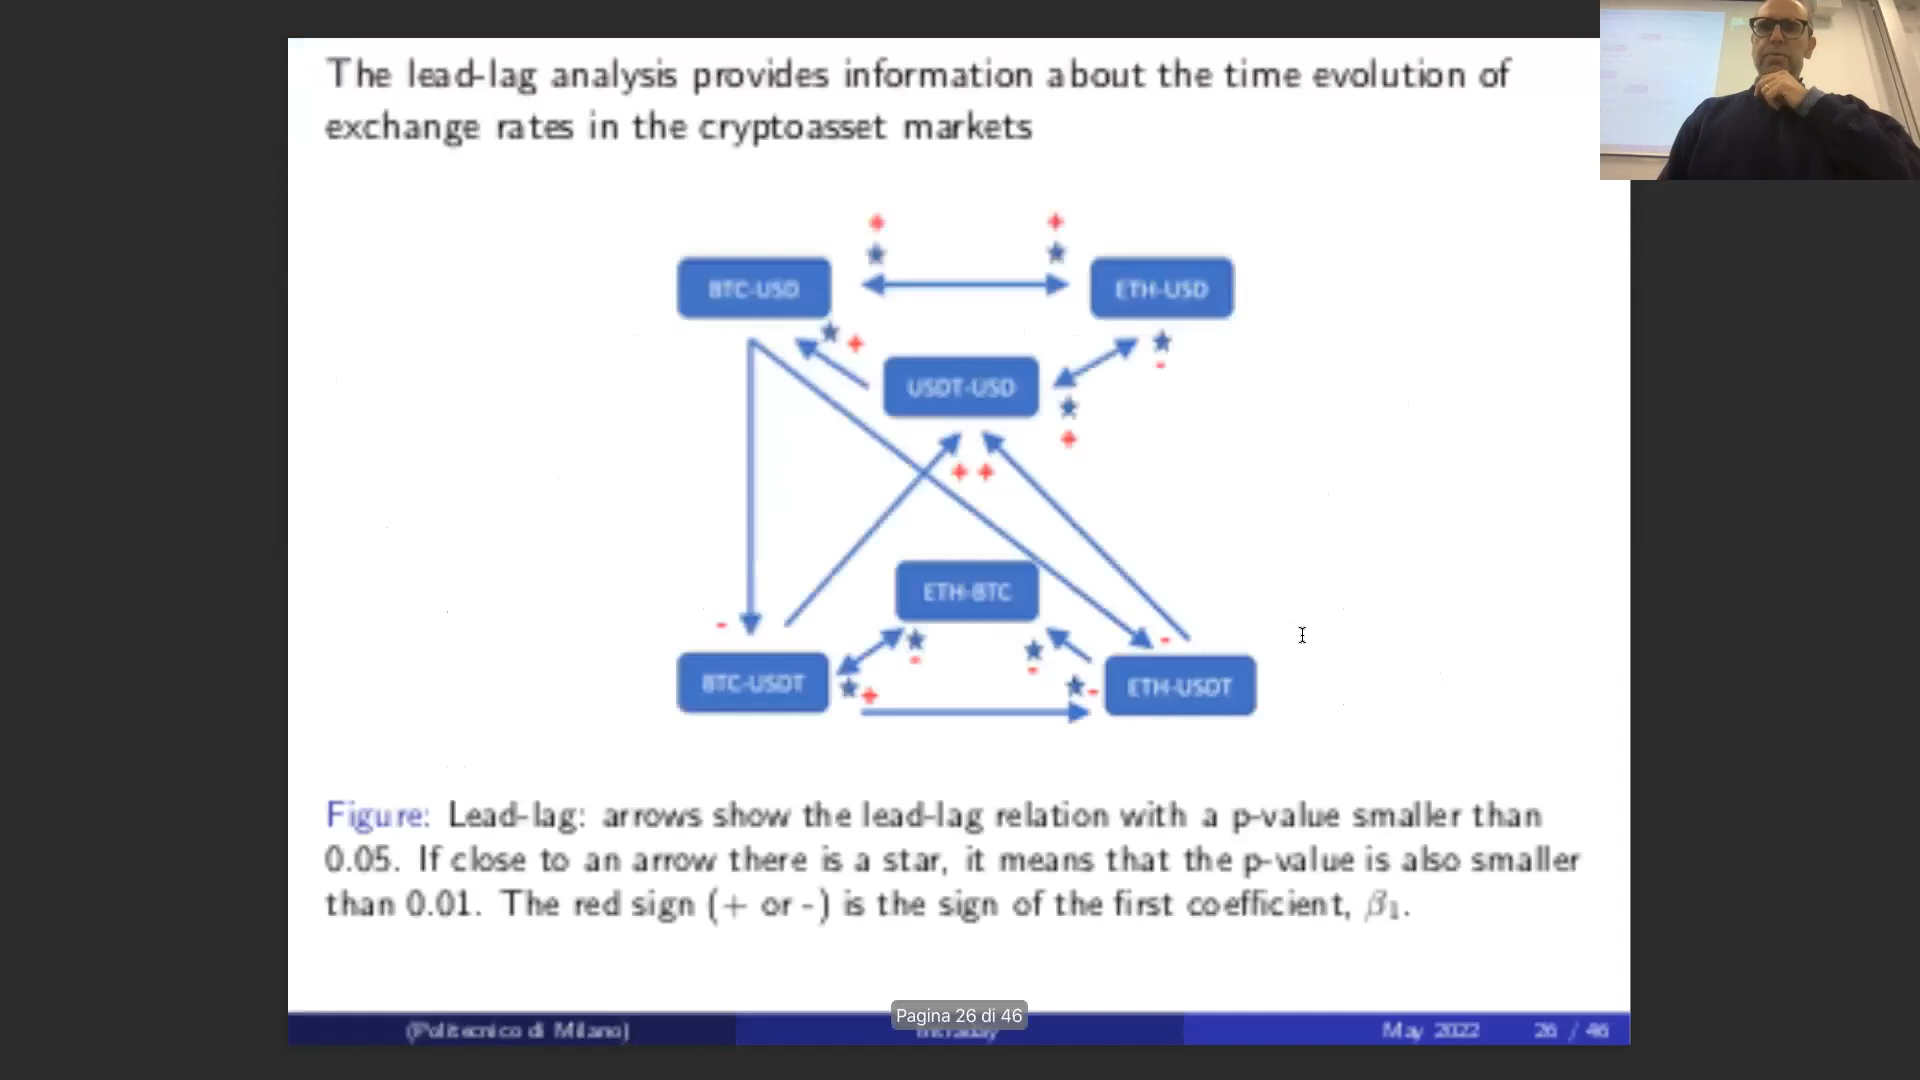 The lead-lag analysis provides information about the time evolution of
exchange rates in the cryptoasset markets
+ +
BTC-USD
ETH-USD
+
-
USDT-USD
+
+ +
ETH-BTC
-
-
-
-
BTC-USDT
+
-
ETH-USDT
Figure: Lead-lag: arrows show the lead-lag relation with a p-value smaller than
0.05. If close to an arrow there is a star, it means that the p-value is also smaller
than 0.01. The red sign (+ or -) is the sign of the first coefficient, β₁.
Pagina 26 di 46
(Politecnico di Milano)
Intraday
May 2022
26 / 46